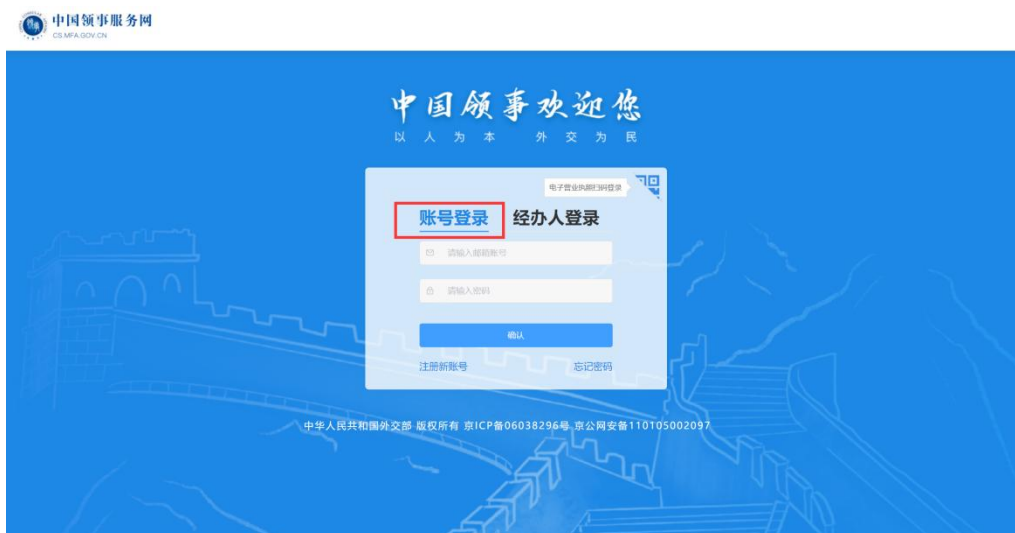 中国领事服务网
CS.MFA.GOV.CN
中国领事欢迎您
以人为本 外交为民
电子营业执照扫码登录
账号登录 经办人登录
请输入邮箱账号
请输入密码
确认
注册新账号 忘记密码
中华人民共和国外交部 版权所有 京ICP备06038296号 京公网安备110105002097